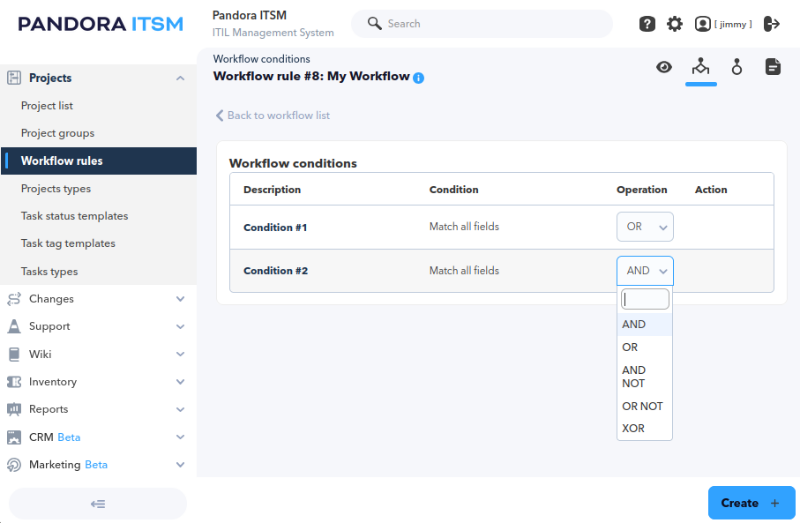 PANDORA ITSM
Pandora ITSM
ITIL Management System
Search
[ jimmy ]
Projects
Project list
Project groups
Workflow rules
Projects types
Task status templates
Task tag templates
Tasks types
Changes
Support
Wiki
Inventory
Reports
CRM Beta
Marketing Beta
Workflow conditions
Workflow rule #8: My Workflow
Back to workflow list
Workflow conditions
Description Condition Operation Action
Condition #1 Match all fields OR
Condition #2 Match all fields AND
AND
OR
AND
NOT
OR NOT
XOR
Create +